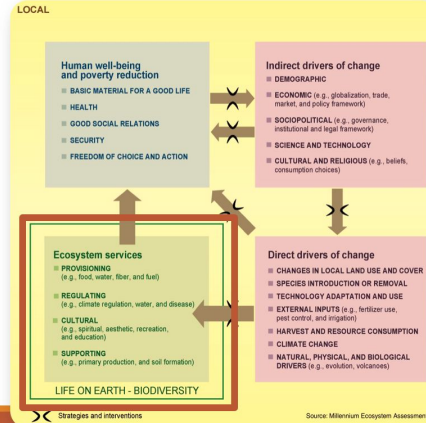 LOCAL
Human well-being
and poverty reduction
BASIC MATERIAL FOR A GOOD LIFE
HEALTH
GOOD SOCIAL RELATIONS
SECURITY
FREEDOM OF CHOICE AND ACTION
Indirect drivers of change
DEMOGRAPHIC
ECONOMIC (e.g., globalization, trade,
market, and policy framework)
SOCIOPOLITICAL (e.g., governance,
institutional and legal framework)
SCIENCE AND TECHNOLOGY
CULTURAL AND RELIGIOUS (e.g., beliefs,
consumption choices)
Ecosystem services
PROVISIONING
(e.g., food, water, fiber, and fuel)
REGULATING
(e.g., climate regulation, water, and disease)
CULTURAL
(e.g., spiritual, aesthetic, recreation,
and education)
SUPPORTING
(e.g., primary production, and soil formation)
LIFE ON EARTH - BIODIVERSITY
Direct drivers of change
CHANGES IN LOCAL LAND USE AND COVER
SPECIES INTRODUCTION OR REMOVAL
TECHNOLOGY ADAPTATION AND USE
EXTERNAL INPUTS (e.g., fertilizer use,
pest control, and irrigation)
HARVEST AND RESOURCE CONSUMPTION
CLIMATE CHANGE
NATURAL, PHYSICAL, AND BIOLOGICAL
DRIVERS (e.g., evolution, volcanoes)
Strategies and interventions
Source: Millennium Ecosystem Assessmen